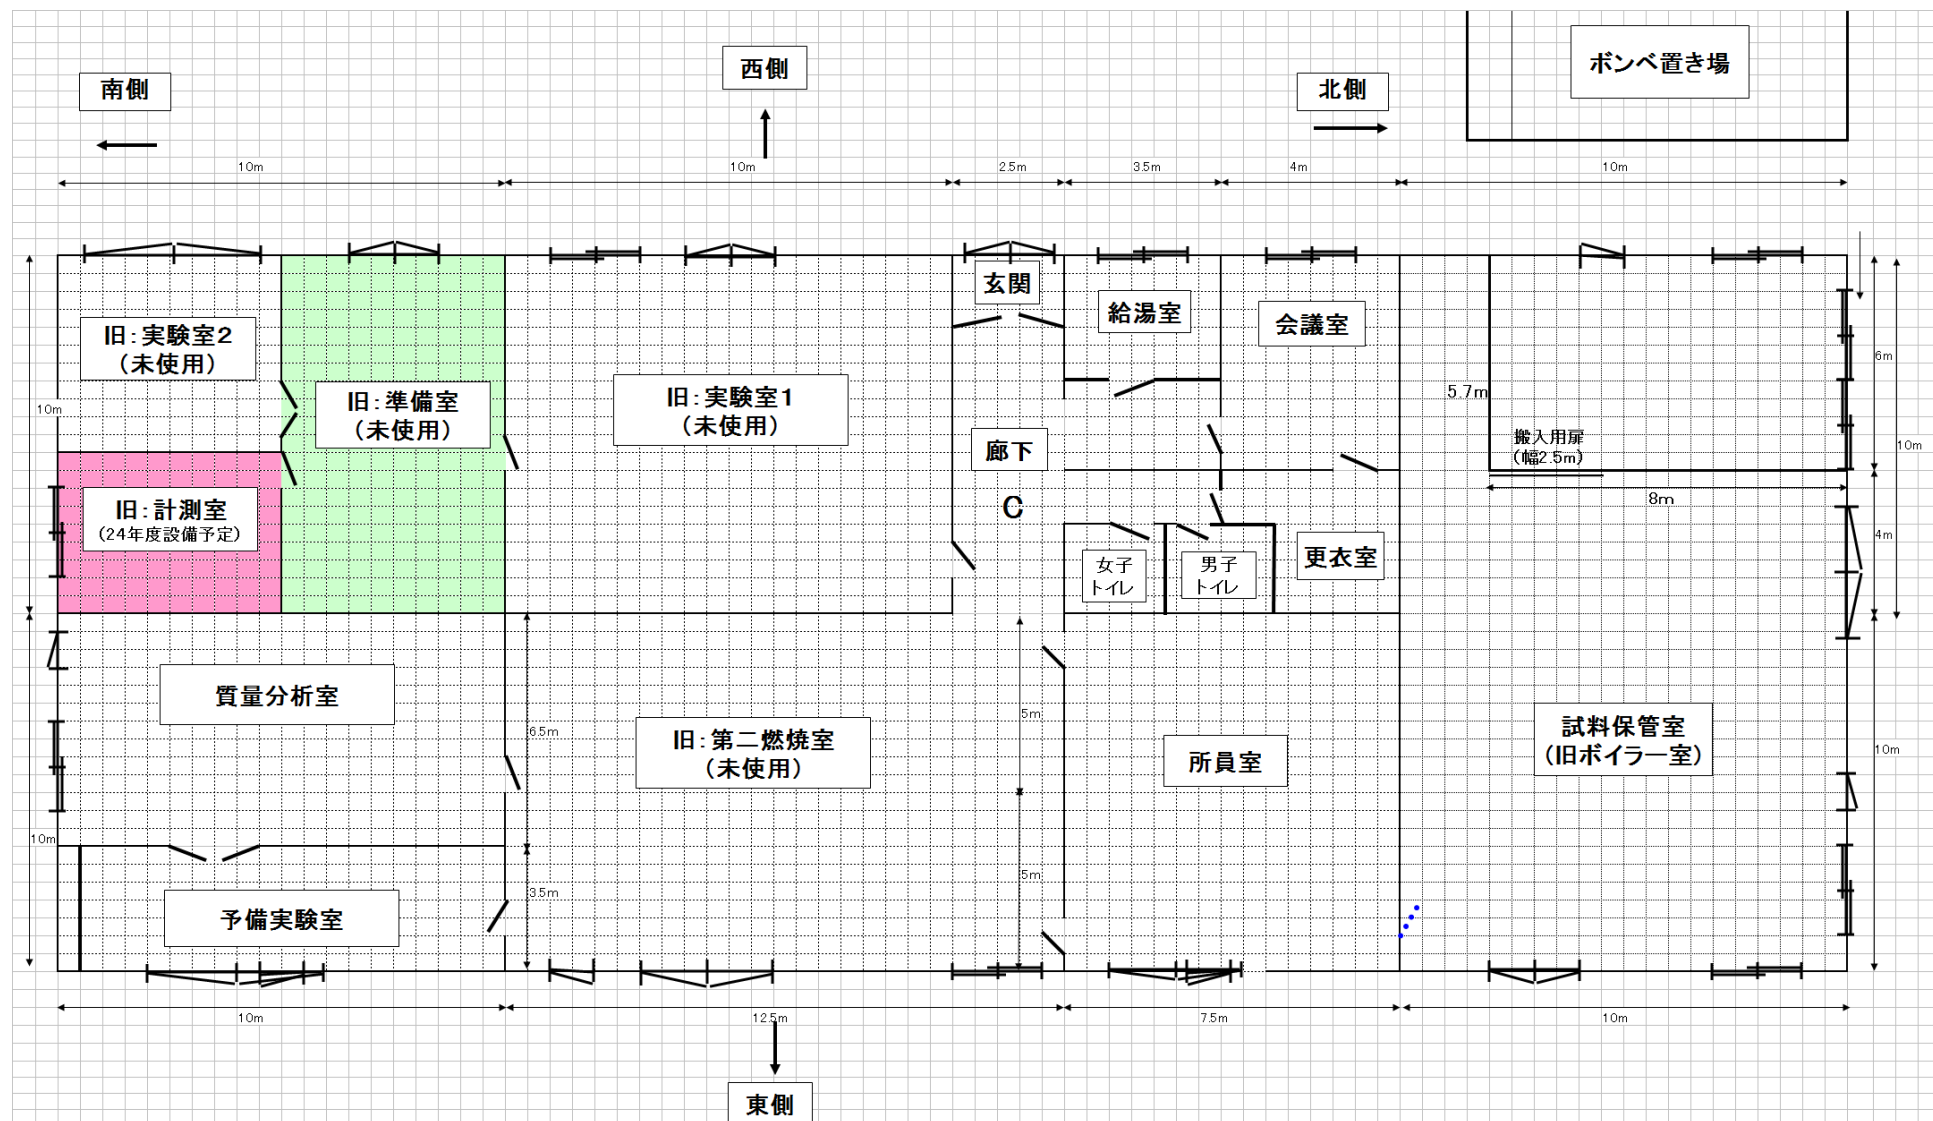 西側
ボンベ置き場
南側
北側
10m
10m
2.5m
3.5m
4m
10m
玄関
給湯室
会議室
旧：実験室２
（未使用）
旧：準備室
（未使用）
旧：実験室1
（未使用）
6m
5.7m
10m
廊下
搬入用扉
（幅2.5m）
10m
8m
C
旧：計測室
（24年度設備予定）
女子
トイレ
男子
トイレ
更衣室
4m
質量分析室
6.5m
5m
旧：第二燃焼室
（未使用）
所員室
試料保管室
（旧ボイラー室）
10m
10m
予備実験室
3.5m
5m
10m
12.5m
7.5m
10m
東側